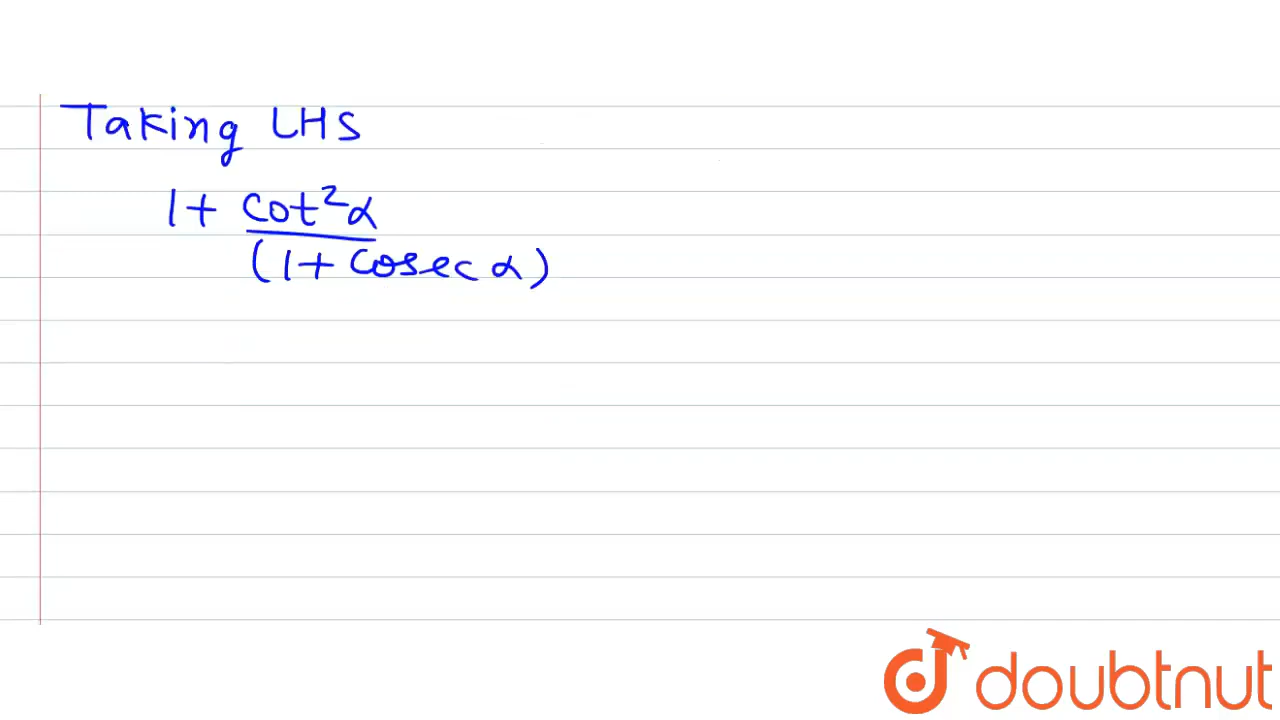 Taking LHS
1 + cot²α
(1 + cosec α)
doubtnut